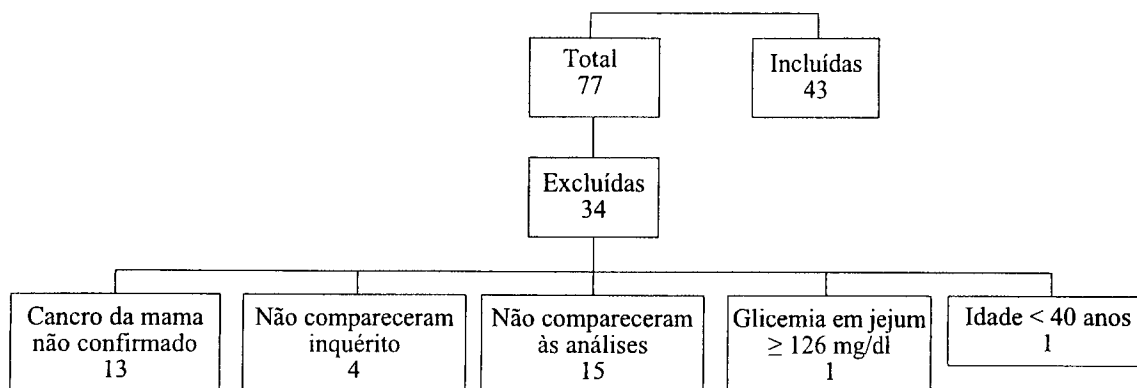 Total
77
Incluídas
43
Excluídas
34
Cancro da mama
não confirmado
13
Não compareceram
inquérito
4
Não compareceram
às análises
15
Glicemia em jejum
≥ 126 mg/dl
1
Idade < 40 anos
1